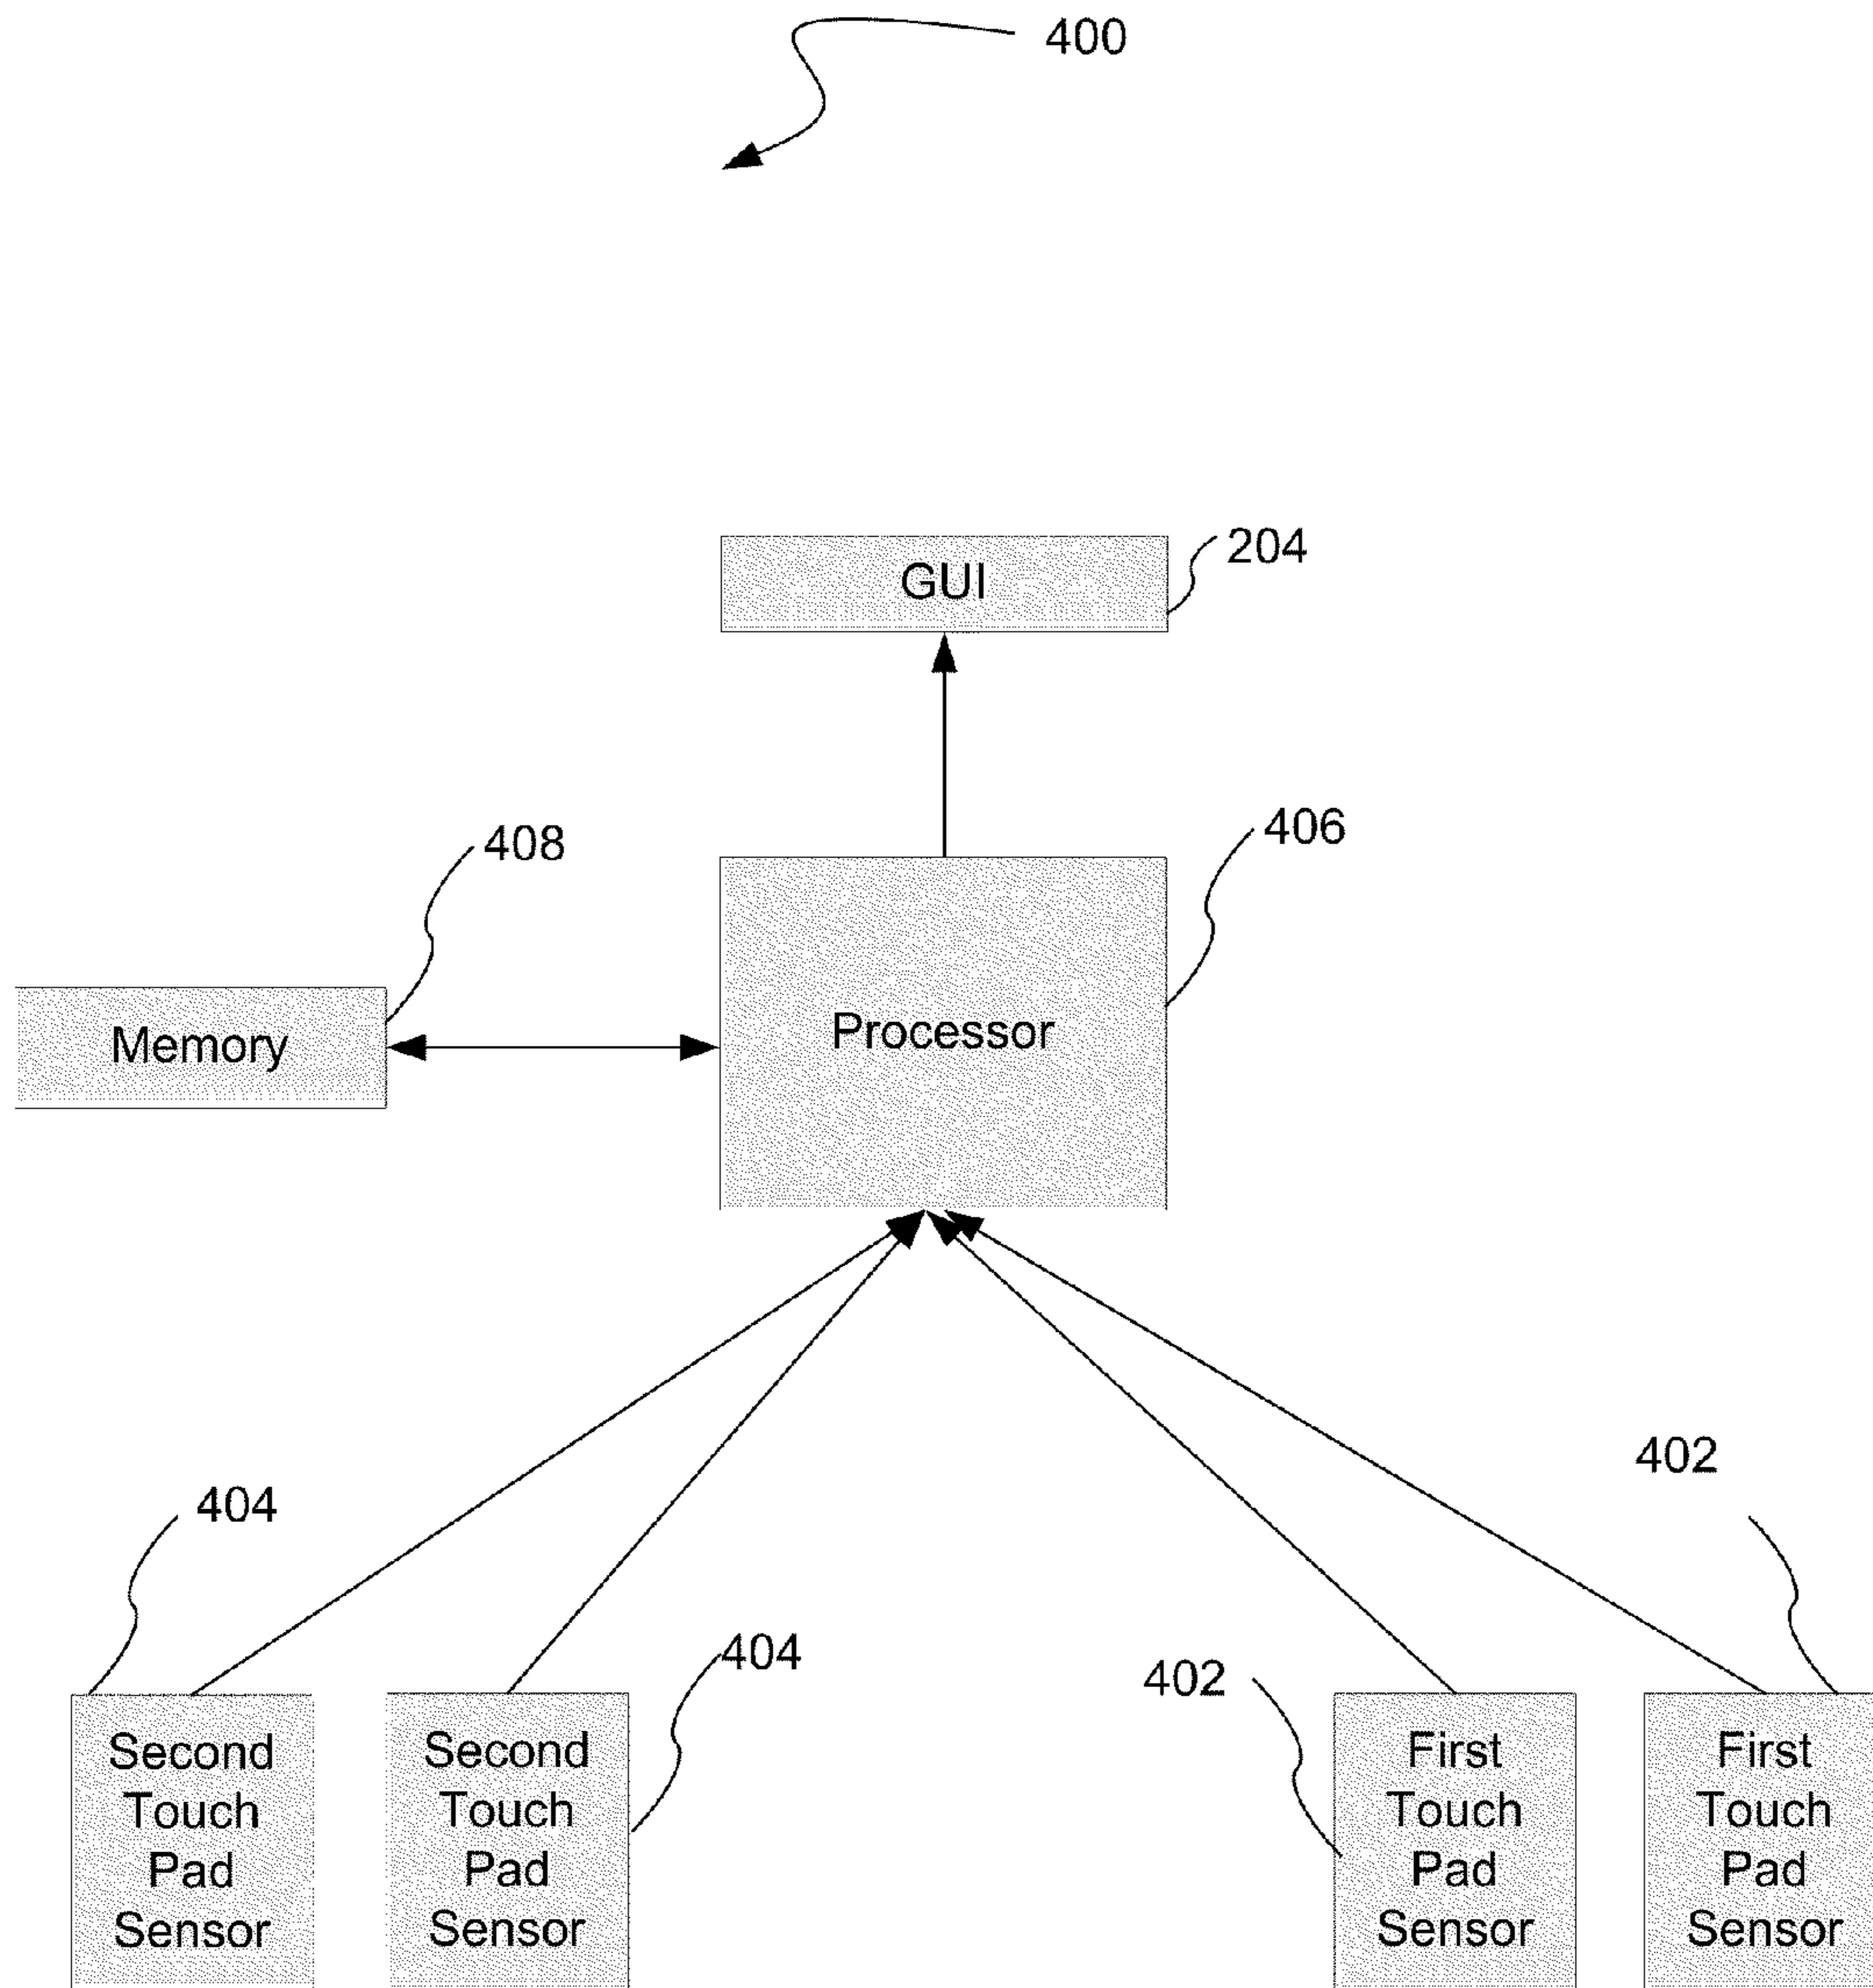 400
204
GUI
408
406
Memory
Processor
404
402
404
402
Second
Touch
Pad
Sensor
Second
Touch
Pad
Sensor
First
Touch
Pad
Sensor
First
Touch
Pad
Sensor